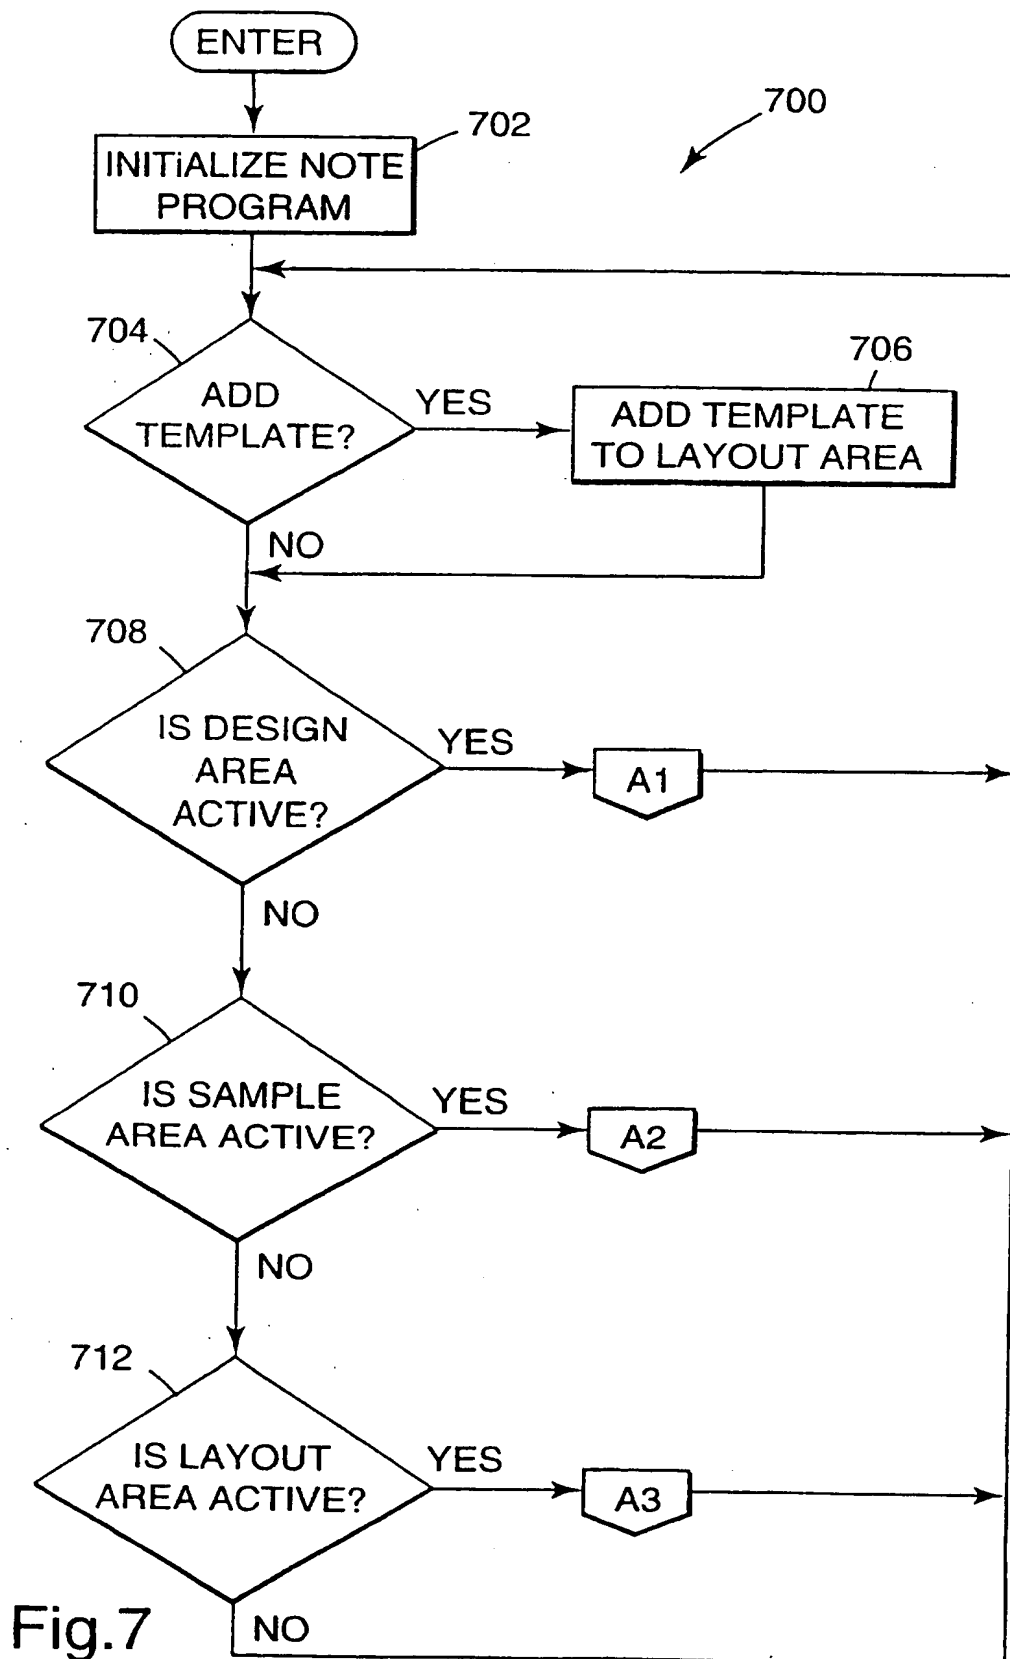 ENTER
700
702
INITiALIZE NOTE
PROGRAM
704
ADD
TEMPLATE?
YES
706
ADD TEMPLATE
TO LAYOUT AREA
NO
708
IS DESIGN
AREA
ACTIVE?
YES
A1
NO
710
IS SAMPLE
AREA ACTIVE?
YES
A2
NO
712
IS LAYOUT
AREA ACTIVE?
YES
A3
NO
Fig.7